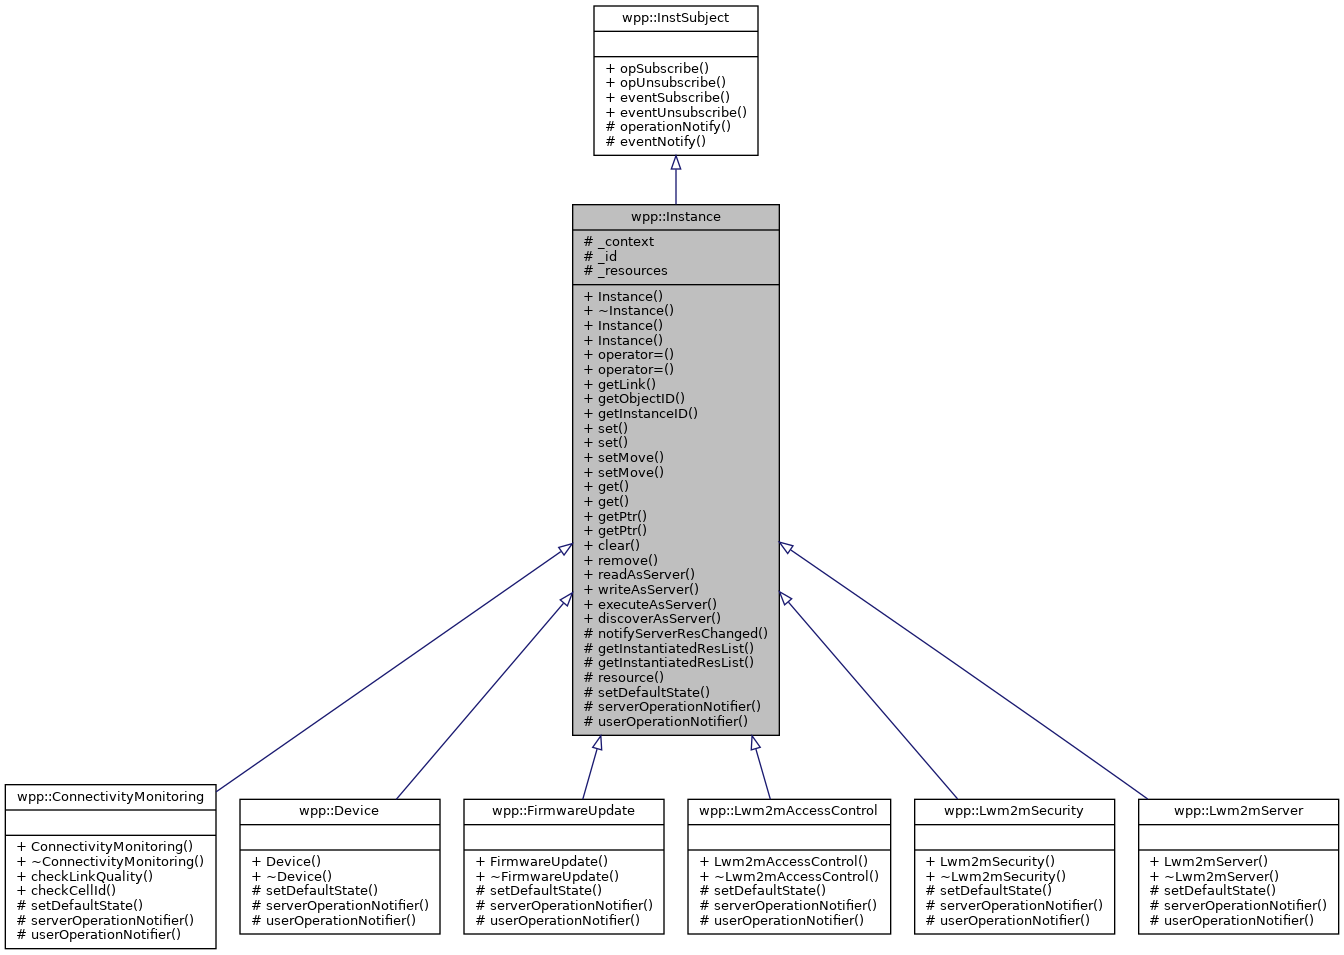 wpp::InstSubject
+ opSubscribe()
+ opUnsubscribe()
+ eventSubscribe()
+ eventUnsubscribe()
# operationNotify()
# eventNotify()
wpp::Instance
# _context
# _id
# _resources
+ Instance()
+ ~Instance()
+ Instance()
+ Instance()
+ operator=()
+ operator=()
+ getLink()
+ getObjectID()
+ getInstanceID()
+ set()
+ set()
+ setMove()
+ setMove()
+ get()
+ get()
+ getPtr()
+ getPtr()
+ clear()
+ remove()
+ readAsServer()
+ writeAsServer()
+ executeAsServer()
+ discoverAsServer()
# notifyServerResChanged()
# getInstantiatedResList()
# getInstantiatedResList()
# resource()
# setDefaultState()
# serverOperationNotifier()
# userOperationNotifier()
wpp::ConnectivityMonitoring
+ ConnectivityMonitoring()
+ ~ConnectivityMonitoring()
+ checkLinkQuality()
+ checkCellId()
# setDefaultState()
# serverOperationNotifier()
# userOperationNotifier()
wpp::Device
+ Device()
+ ~Device()
# setDefaultState()
# serverOperationNotifier()
# userOperationNotifier()
wpp::FirmwareUpdate
+ FirmwareUpdate()
+ ~FirmwareUpdate()
# setDefaultState()
# serverOperationNotifier()
# userOperationNotifier()
wpp::Lwm2mAccessControl
+ Lwm2mAccessControl()
+ ~Lwm2mAccessControl()
# setDefaultState()
# serverOperationNotifier()
# userOperationNotifier()
wpp::Lwm2mSecurity
+ Lwm2mSecurity()
+ ~Lwm2mSecurity()
# setDefaultState()
# serverOperationNotifier()
# userOperationNotifier()
wpp::Lwm2mServer
+ Lwm2mServer()
+ ~Lwm2mServer()
# setDefaultState()
# serverOperationNotifier()
# userOperationNotifier()